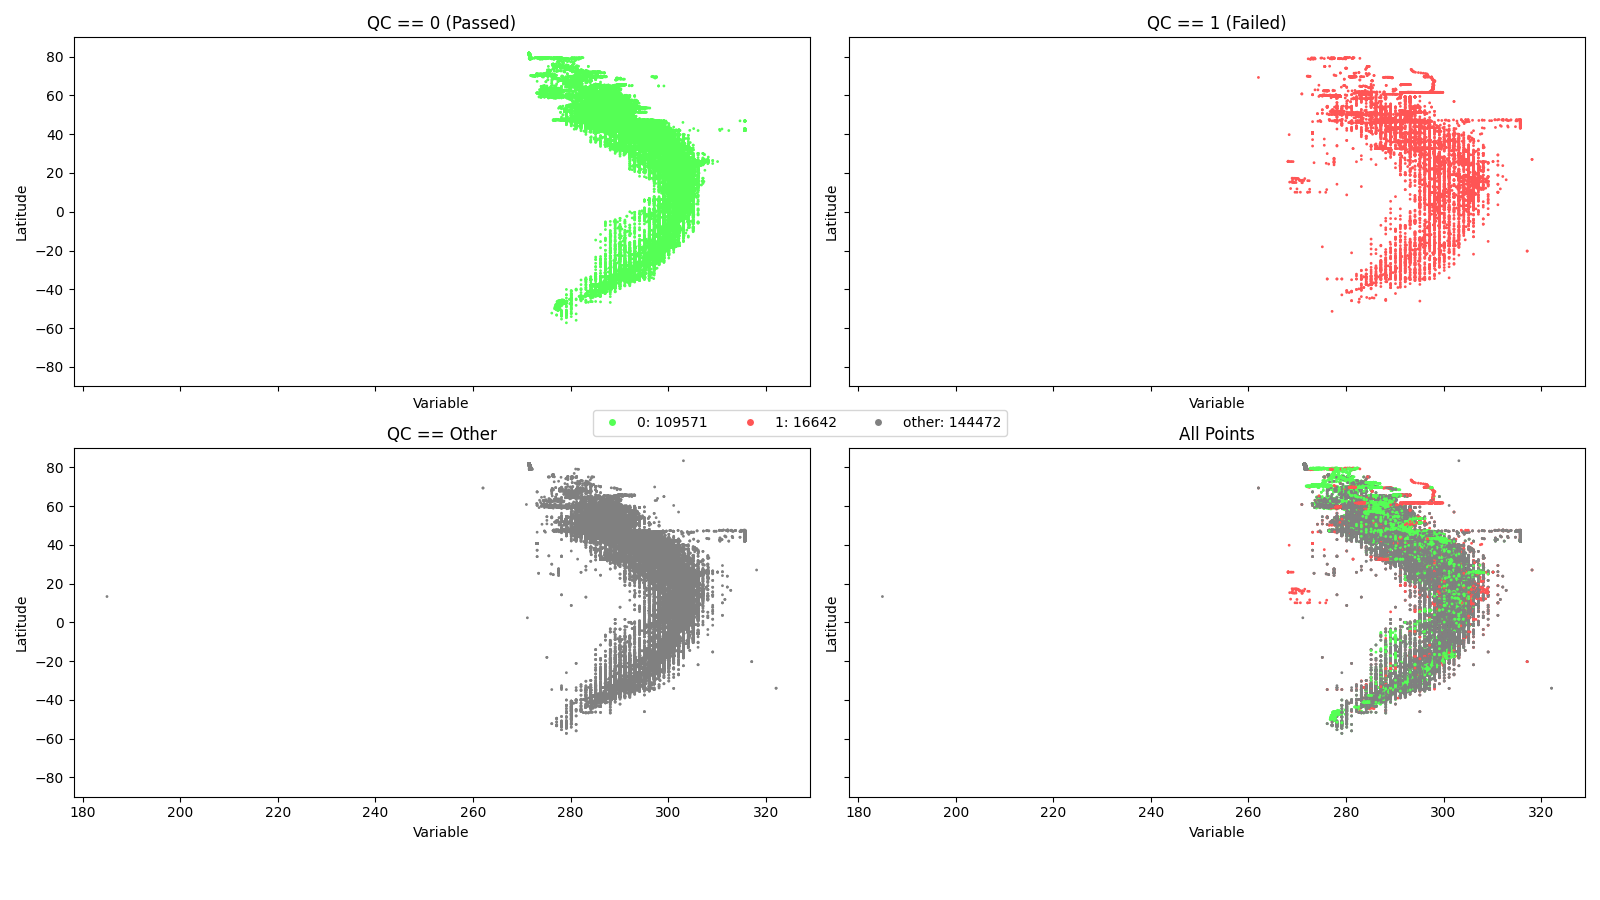 QC == 0 (Passed)
QC == 1 (Failed)
80
60
40
20
0
−20
−40
−60
−80
Latitude
Latitude
Variable
Variable
0: 109571
1: 16642
other: 144472
QC == Other
All Points
80
60
40
20
0
−20
−40
−60
−80
Latitude
Latitude
180 200 220 240 260 280 300 320
180 200 220 240 260 280 300 320
Variable
Variable